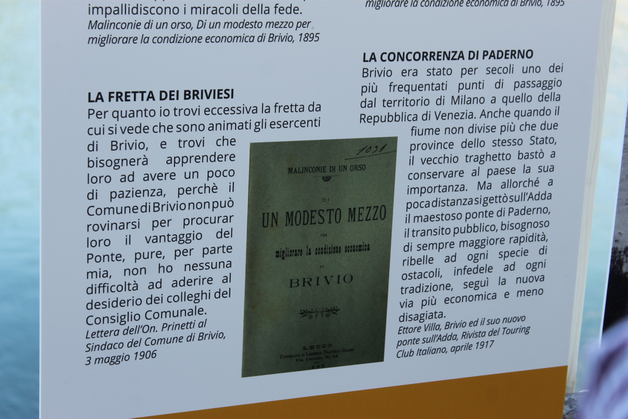 impallidiscono i miracoli della fede.
Malinconie di un orso, Di un modesto mezzo per
migliorare la condizione economica di Brivio, 1895
LA FRETTA DEI BRIVIESI
Per quanto io trovi eccessiva la fretta da
cui si vede che sono animati gli esercenti
di Brivio, e trovi che
bisognerà apprendere
loro ad avere un poco
di pazienza, perchè il
Comune di Brivio non può
rovinarsi per procurar
loro il vantaggio del
Ponte, pure, per parte
mia, non ho nessuna
difficoltà ad aderire al
desiderio dei colleghi del
Consiglio Comunale.
Lettera dell'On. Prinetti al
Sindaco del Comune di Brivio,
3 maggio 1906
1031
MALINCONIE DI UN ORSO
DI
UN MODESTO MEZZO
PER
migliorare la condizione economica
DI
BRIVIO
LECCO
migliorare la condizione economica di Brivio, 1895
LA CONCORRENZA DI PADERNO
Brivio era stato per secoli uno dei
più frequentati punti di passaggio
dal territorio di Milano a quello della
Repubblica di Venezia. Anche quando il
fiume non divise più che due
province dello stesso Stato,
il vecchio traghetto bastò a
conservare al paese la sua
importanza. Ma allorché a
poca distanza si gettò sull'Adda
il maestoso ponte di Paderno,
il transito pubblico, bisognoso
di sempre maggiore rapidità,
ribelle ad ogni specie di
ostacoli, infedele ad ogni
tradizione, seguì la nuova
via più economica e meno
disagiata.
Ettore Villa, Brivio ed il suo nuovo
ponte sull'Adda, Rivista del Touring
Club Italiano, aprile 1917